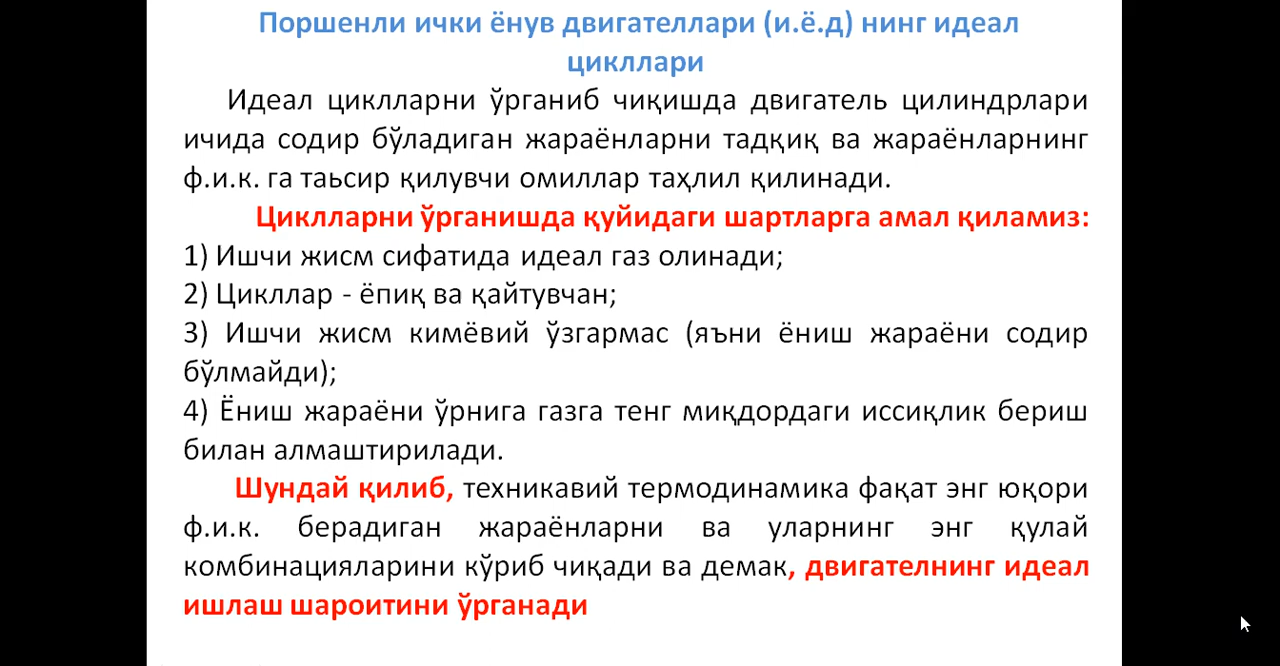 Поршенли ички ёнув двигателлари (и.ё.д) нинг идеал
цикллари
Идеал циклларни ўрганиб чиқишда двигатель цилиндрлари
ичида содир бўладиган жараёнларни тадқиқ ва жараёнларнинг
ф.и.к. га таьсир қилувчи омиллар таҳлил қилинади.
Циклларни ўрганишда қуйидаги шартларга амал қиламиз:
1) Ишчи жисм сифатида идеал газ олинади;
2) Цикллар - ёпиқ ва қайтувчан;
3) Ишчи жисм кимёвий ўзгармас (яъни ёниш жараёни содир
бўлмайди);
4) Ёниш жараёни ўрнига газга тенг миқдордаги иссиқлик бериш
билан алмаштирилади.
Шундай қилиб, техникавий термодинамика фақат энг юқори
ф.и.к. берадиган жараёнларни ва уларнинг энг қулай
комбинацияларини кўриб чиқади ва демак, двигателнинг идеал
ишлаш шароитини ўрганади